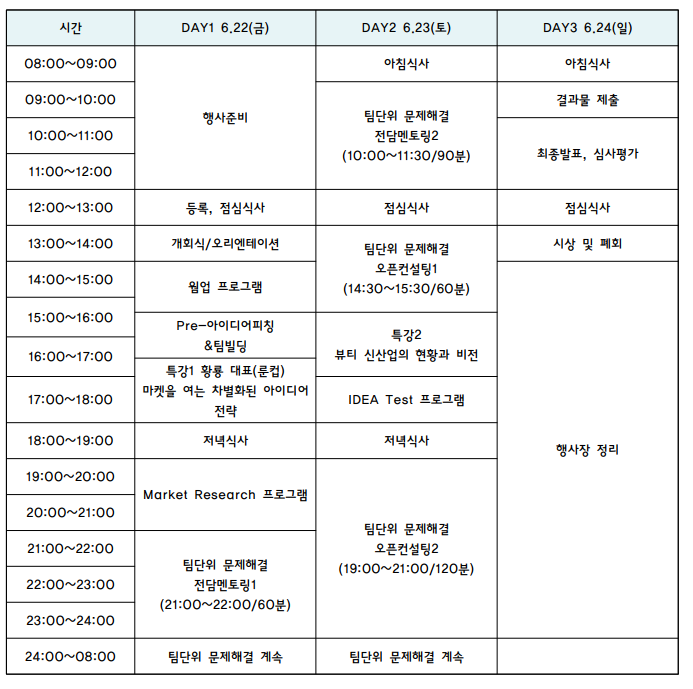 시간 DAY1 6,22(금) DAY2 6,23(토) DAY3 6,24(일)
08:00~09:00 아침식사 아침식사
09:00~10:00 결과물 제출
행사준비
팀단위 문제해결
전담멘토링2
(10:00~11:30/90분)
10:00~11:00
최종발표, 심사평가
11:00~12:00
12:00~13:00 등록, 점심식사 점심식사 점심식사
13:00~14:00 개회식/오리엔테이션 시상 및 폐회
팀단위 문제해결
오픈컨설팅1
(14:30~15:30/60분)
14:00~15:00 웜업 프로그램
15:00~16:00
Pre-아이디어피칭
&팀빌딩
특강2
뷰티 신산업의 현황과 비전
16:00~17:00
특강1 황룡 대표(룬컵)
마켓을 여는 차별화된 아이디어
전략
17:00~18:00 IDEA Test 프로그램
18:00~19:00 저녁식사 저녁식사
행사장 정리
19:00~20:00
Market Research 프로그램
20:00~21:00
21:00~22:00
팀단위 문제해결
오픈컨설팅2
(19:00~21:00/120분)
팀단위 문제해결
전담멘토링1
(21:00~22:00/60분)
22:00~23:00
23:00~24:00
24:00~08:00 팀단위 문제해결 계속 팀단위 문제해결 계속